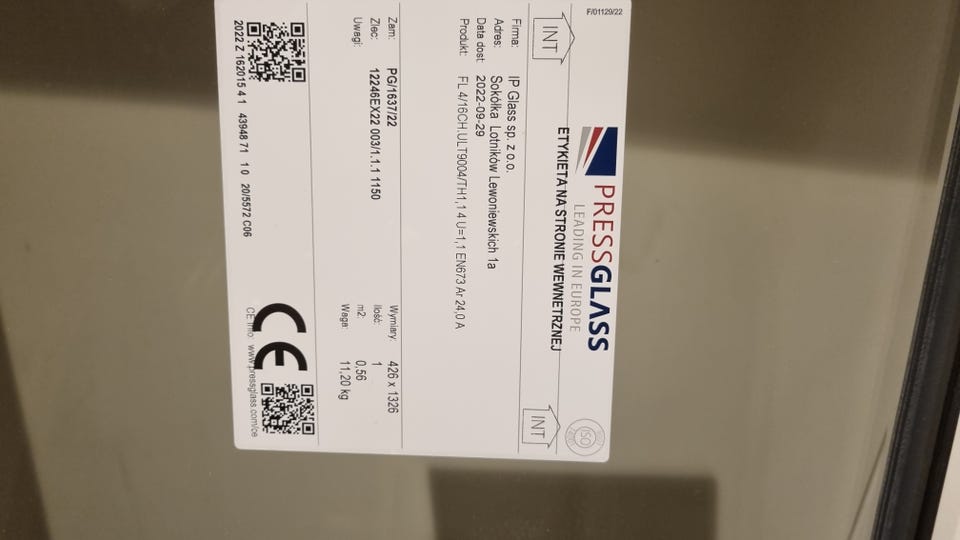 F/01129/22
INT
PRESSGLASS
LEADING IN EUROPE
ISO
ETYKIETA NA STRONIE WEWNETRZNEJ
INT
Firma: IP Glass sp. z o.o.
Adres: Sokółka Lotników Lewoniewskich 1a
Data dost: 2022-09-29
Produkt: FL 4/16CH.ULT9004/TH1,1 4 U=1,1 EN673 Ar 24,0 A
Zam: PG/1637/22
Zlec: 12246EX22 003/1.1.1 1150
Uwagi:
Wymiary: 426 x 1326
Ilość: 1
m2: 0,56
Waga: 11,20 kg
CE
2022 Z 162015 4 1 43948 71 1 0 20/5572 C06
CE info: www.pressglass.com/ce